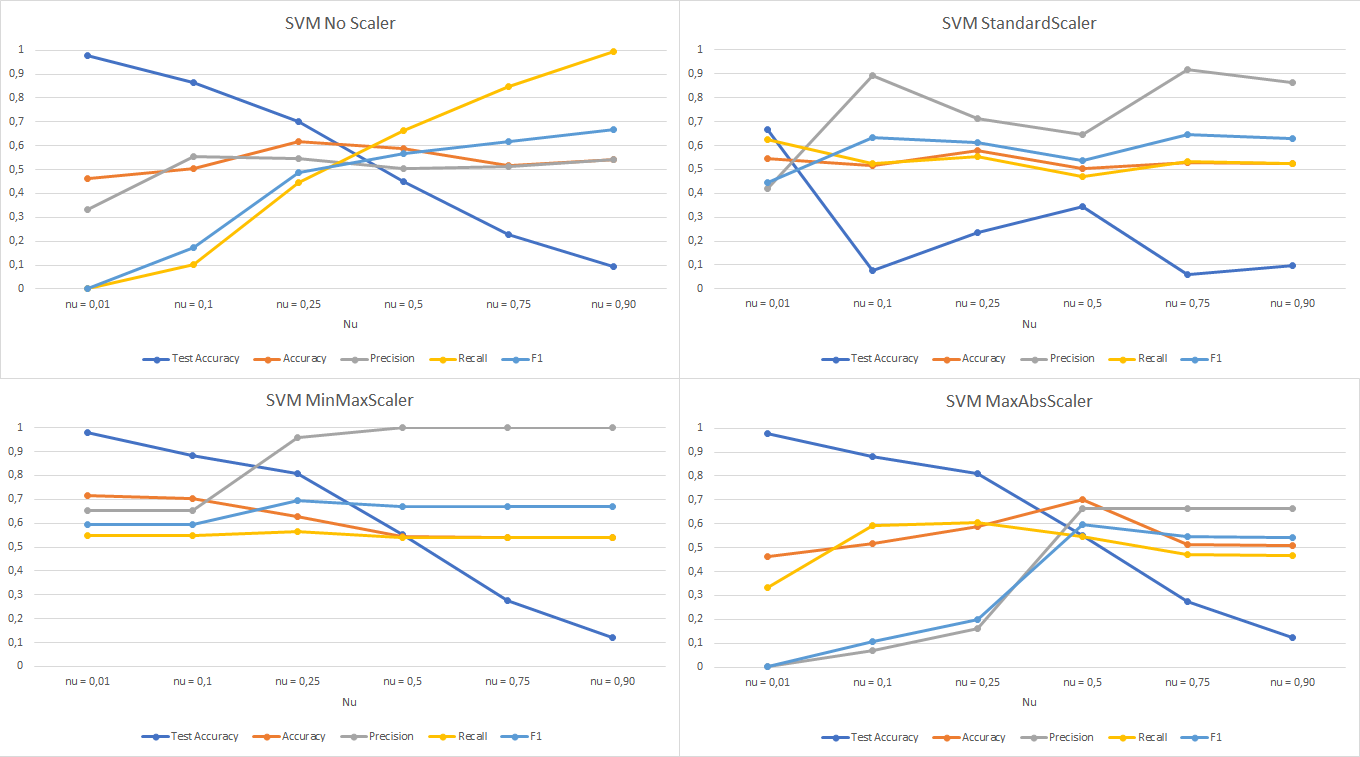 SVM No Scaler
1
0,9
0,8
0,7
0,6
0,5
0,4
0,3
0,2
0,1
0
nu = 0,01 nu = 0,1 nu = 0,25 nu = 0,5 nu = 0,75 nu = 0,90
Nu
Test Accuracy Accuracy Precision Recall F1
SVM StandardScaler
1
0,9
0,8
0,7
0,6
0,5
0,4
0,3
0,2
0,1
0
nu = 0,01 nu = 0,1 nu = 0,25 nu = 0,5 nu = 0,75 nu = 0,90
Nu
Test Accuracy Accuracy Precision Recall F1
SVM MinMaxScaler
1
0,9
0,8
0,7
0,6
0,5
0,4
0,3
0,2
0,1
0
nu = 0,01 nu = 0,1 nu = 0,25 nu = 0,5 nu = 0,75 nu = 0,90
Nu
Test Accuracy Accuracy Precision Recall F1
SVM MaxAbsScaler
1
0,9
0,8
0,7
0,6
0,5
0,4
0,3
0,2
0,1
0
nu = 0,01 nu = 0,1 nu = 0,25 nu = 0,5 nu = 0,75 nu = 0,90
Nu
Test Accuracy Accuracy Precision Recall F1